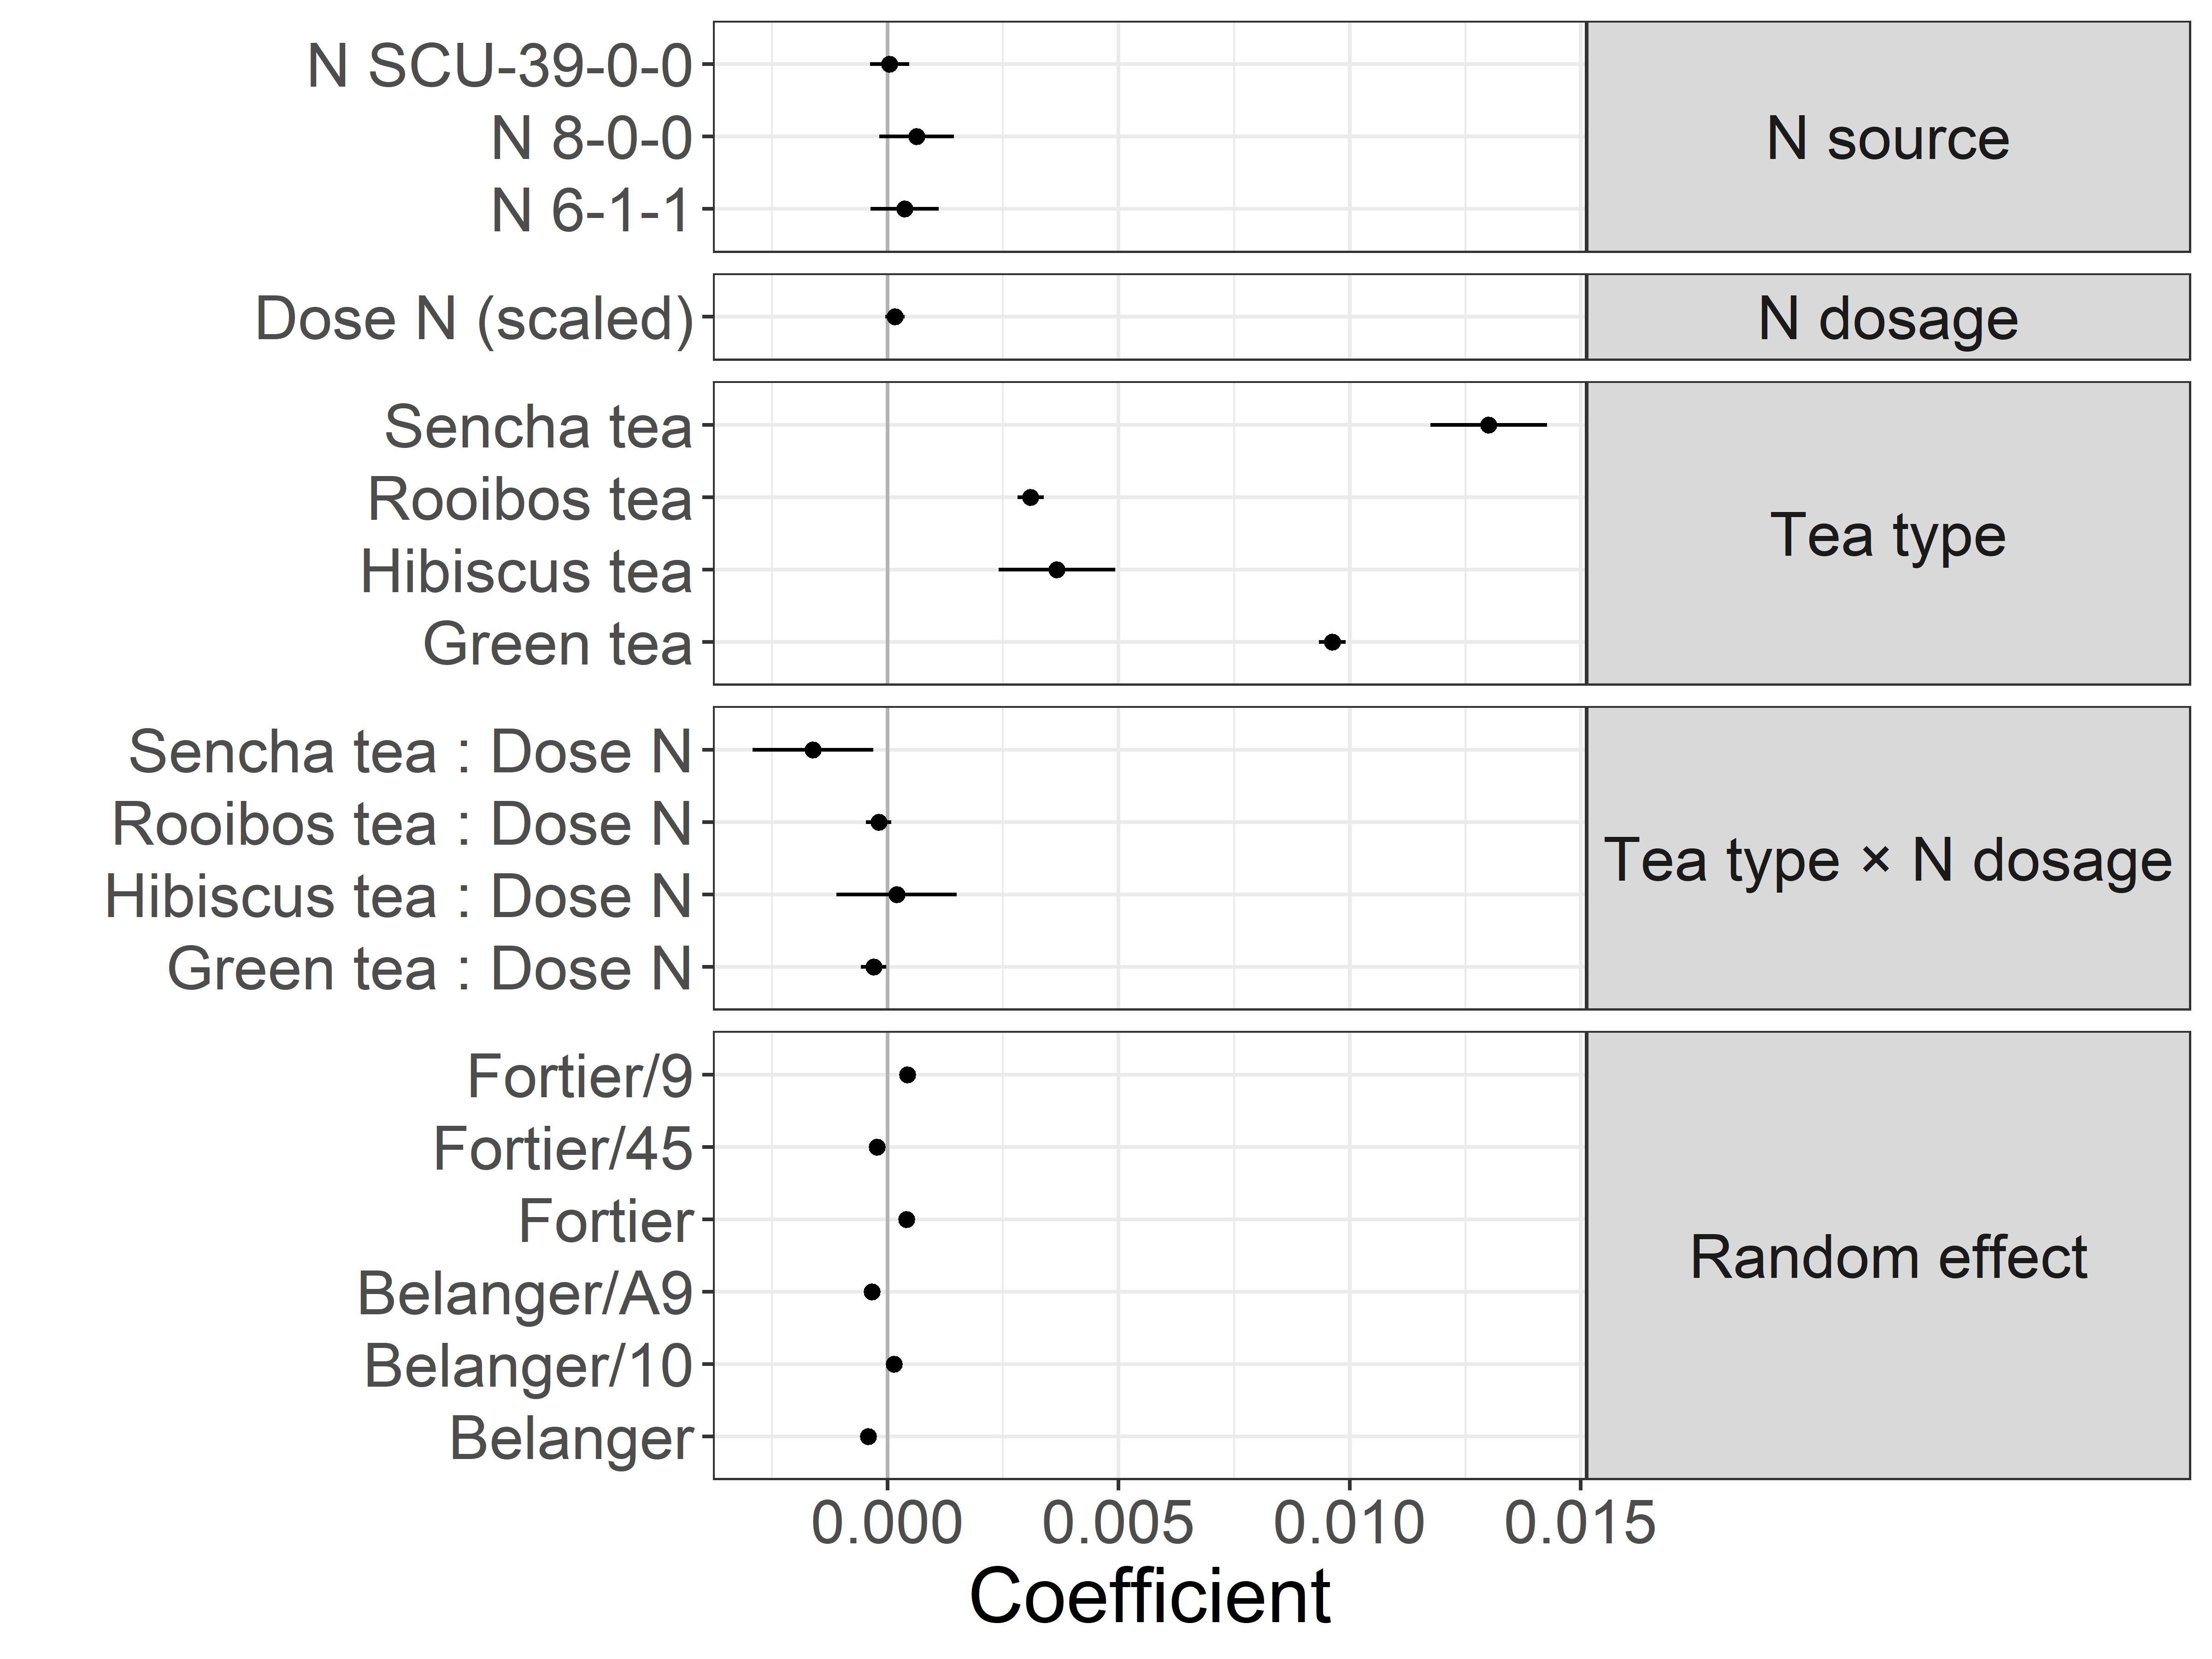 N SCU-39-0-0
N 8-0-0
N 6-1-1
N source
Dose N (scaled)
N dosage
Sencha tea
Rooibos tea
Hibiscus tea
Green tea
Tea type
Sencha tea : Dose N
Rooibos tea : Dose N
Hibiscus tea : Dose N
Green tea : Dose N
Tea type × N dosage
Fortier/9
Fortier/45
Fortier
Belanger/A9
Belanger/10
Belanger
Random effect
0.000 0.005 0.010 0.015
Coefficient